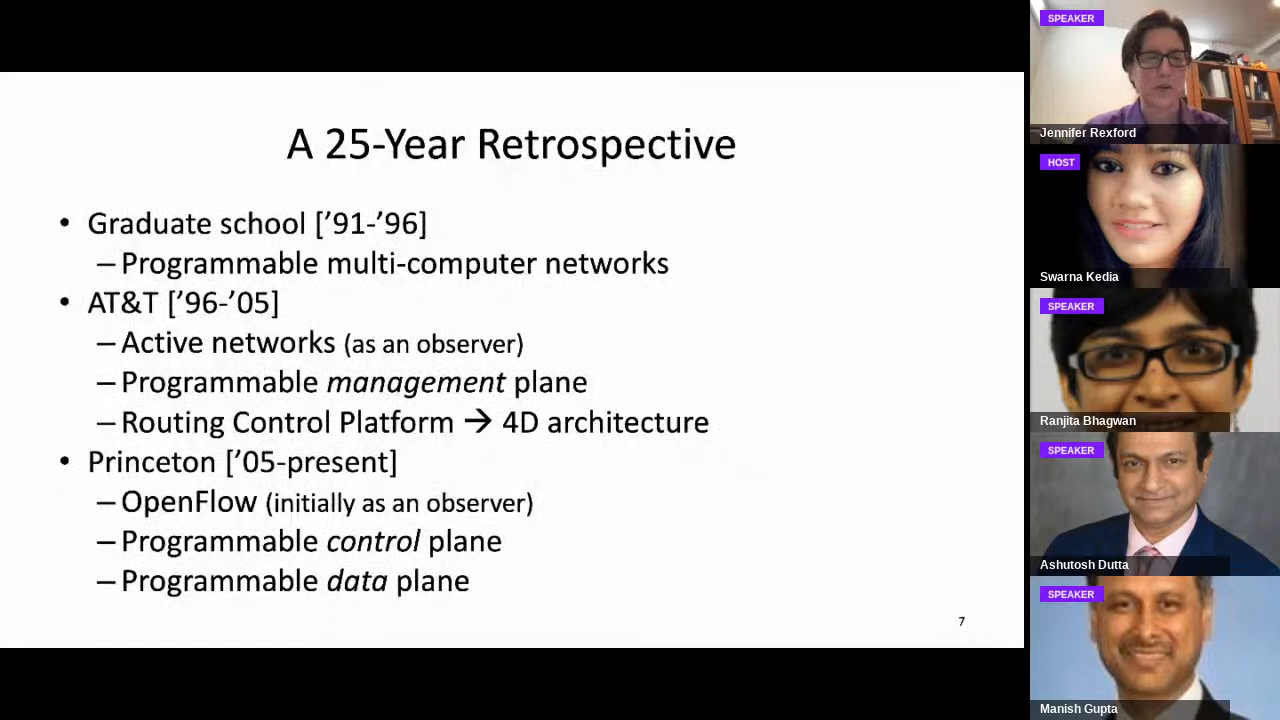 A 25-Year Retrospective
• Graduate school [’91-’96]
– Programmable multi-computer networks
• AT&T [’96-’05]
– Active networks (as an observer)
– Programmable management plane
– Routing Control Platform → 4D architecture
• Princeton [’05-present]
– OpenFlow (initially as an observer)
– Programmable control plane
– Programmable data plane
7
SPEAKER
Jennifer Rexford
HOST
Swarna Kedia
SPEAKER
Ranjita Bhagwan
SPEAKER
Ashutosh Dutta
SPEAKER
Manish Gupta